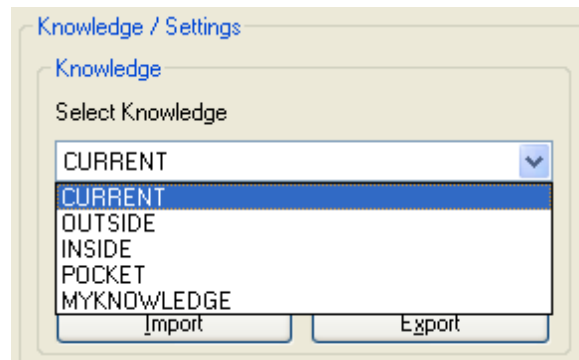 Knowledge / Settings
Knowledge
Select Knowledge
CURRENT
CURRENT
OUTSIDE
INSIDE
POCKET
MYKNOWLEDGE
Import Export